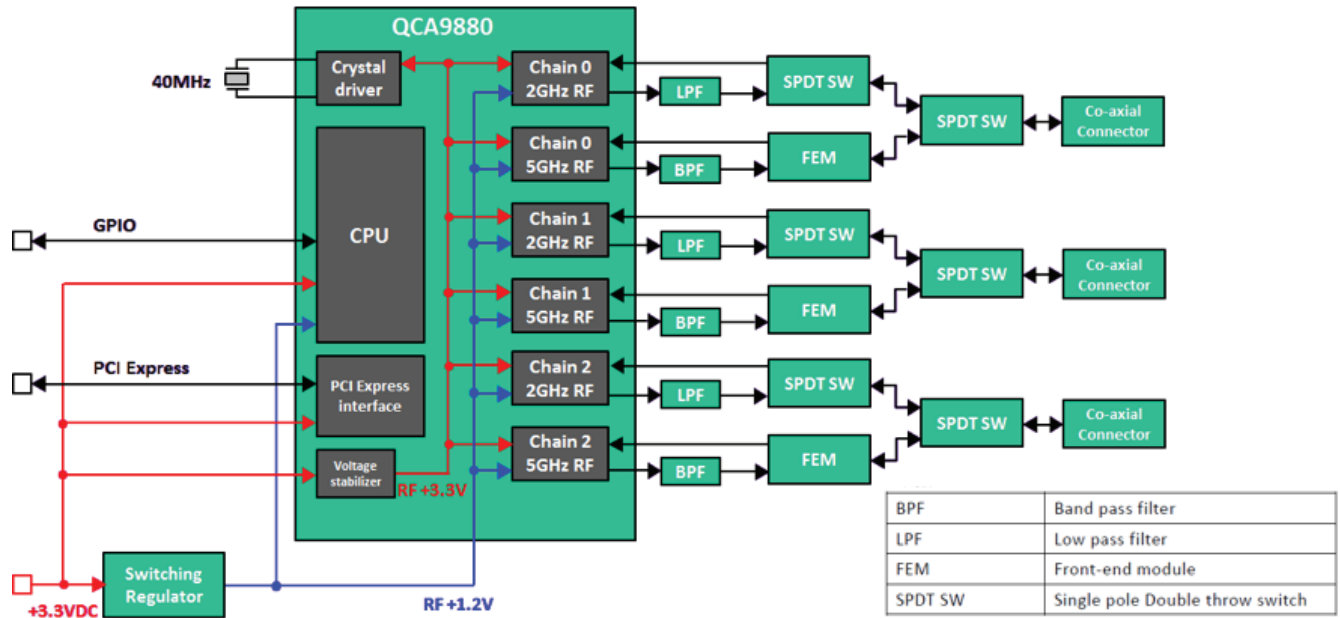 QCA9880
40MHz
Crystal
driver
Chain 0
2GHz RF
LPF
SPDT SW
SPDT SW
Co-axial
Connector
Chain 0
5GHz RF
BPF
FEM
GPIO
CPU
Chain 1
2GHz RF
LPF
SPDT SW
SPDT SW
Co-axial
Connector
Chain 1
5GHz RF
BPF
FEM
PCI Express
PCI Express
interface
Chain 2
2GHz RF
LPF
SPDT SW
SPDT SW
Co-axial
Connector
Chain 2
5GHz RF
BPF
FEM
Voltage
stabilizer
RF +3.3V
Switching
Regulator
+3.3VDC
RF +1.2V
BPF Band pass filter
LPF Low pass filter
FEM Front-end module
SPDT SW Single pole Double throw switch